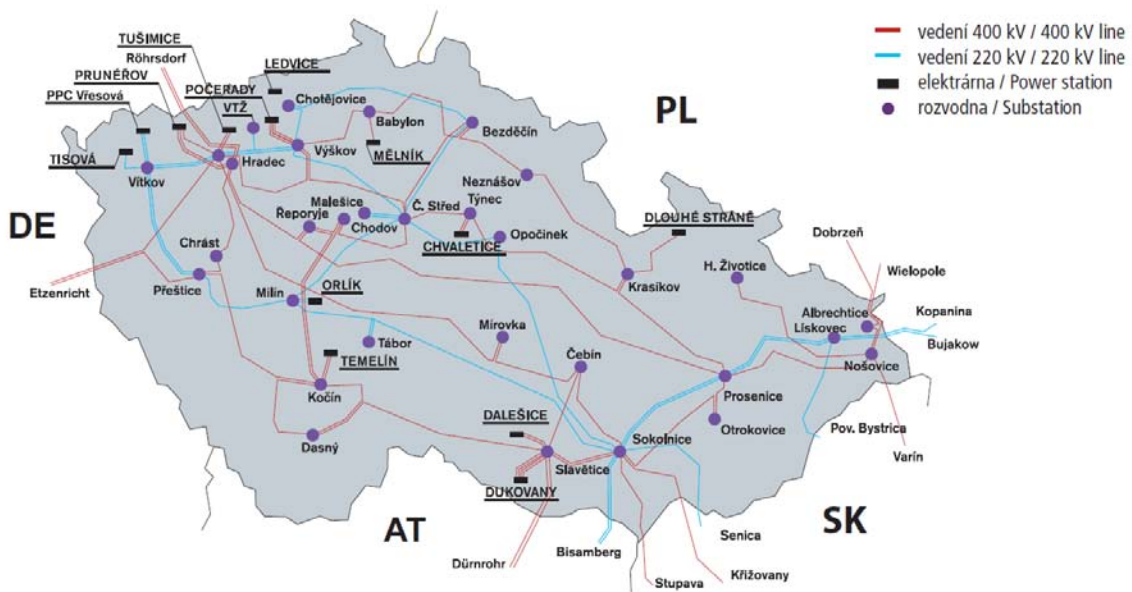 vedení 400 kV / 400 kV line
vedení 220 kV / 220 kV line
elektrárna / Power station
rozvodna / Substation
TUŠIMICE
Röhrsdorf
PRUNÉŘOV
PPC Vřesová
TISOVÁ
LEDVICE
POČERADY
VTŽ
Chotějovice
Babylon
Bezděčín
PL
Výškov
MĚLNÍK
Hradec
Vítkov
Neznášov
Týnec
DE
Malešice
Řeporyje
Chodov
Č. Střed
CHVALETICE
Opočinek
DLOUHÉ STRÁNĚ
Dobrzeń
Wielopole
Chrást
Přeštice
Etzenricht
Milín
ORLÍK
Krasíkov
H. Životice
Albrechtice
Lískovec
Kopanina
Bujakow
Nošovice
Tábor
Mírovka
Čebín
TEMELÍN
Kočín
Prosenice
Otrokovice
Pov. Bystrica
Varín
Dasný
DALEŠICE
Sokolnice
Slavětice
DUKOVANY
AT
SK
Senica
Dürnrohr
Bisamberg
Stupava
Křižovany